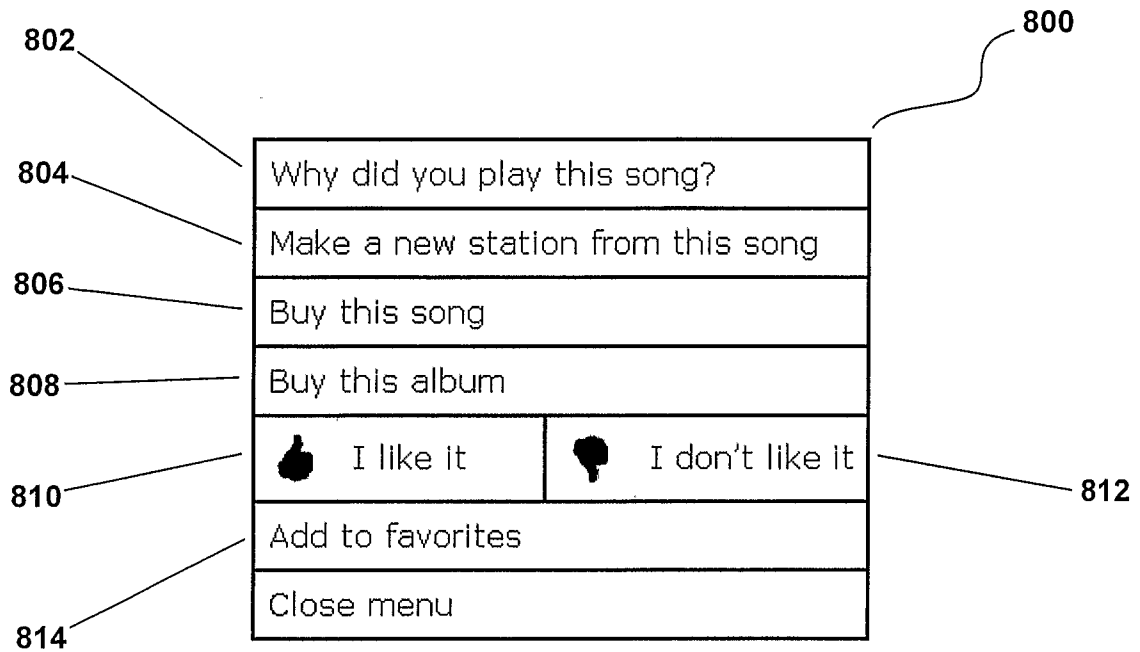 802
800
Why did you play this song?
804
Make a new station from this song
806
Buy this song
808
Buy this album
810
I like it
I don't like it
812
Add to favorites
Close menu
814